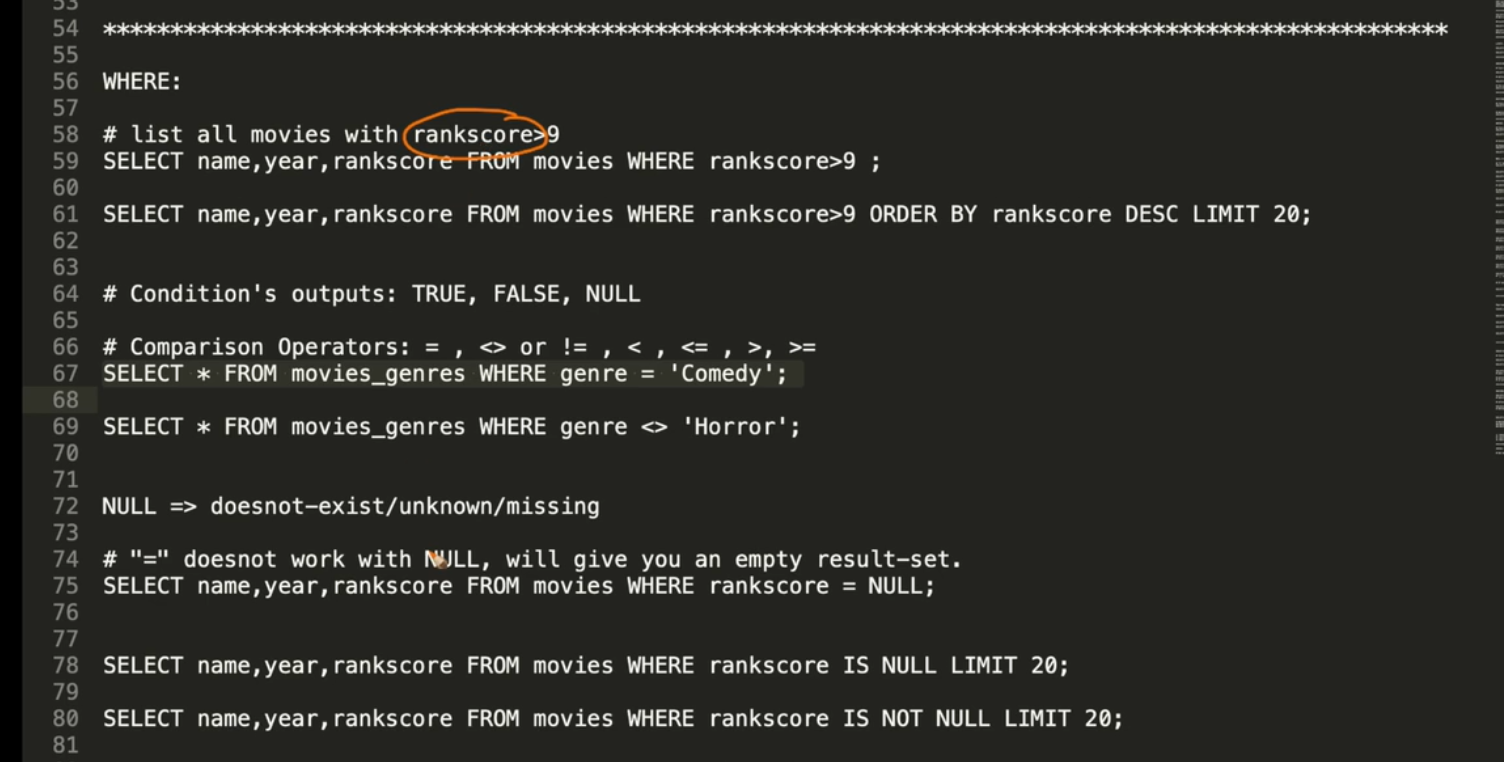 53
54 ****************************************************************************************************
55
56 WHERE:
57
58 # list all movies with rankscore>9
59 SELECT name,year,rankscore FROM movies WHERE rankscore>9 ;
60
61 SELECT name,year,rankscore FROM movies WHERE rankscore>9 ORDER BY rankscore DESC LIMIT 20;
62
63
64 # Condition's outputs: TRUE, FALSE, NULL
65
66 # Comparison Operators: = , <> or != , < , <= , >, >=
67 SELECT * FROM movies_genres WHERE genre = 'Comedy';
68
69 SELECT * FROM movies_genres WHERE genre <> 'Horror';
70
71
72 NULL => doesnot-exist/unknown/missing
73
74 # "=" doesnot work with NULL, will give you an empty result-set.
75 SELECT name,year,rankscore FROM movies WHERE rankscore = NULL;
76
77
78 SELECT name,year,rankscore FROM movies WHERE rankscore IS NULL LIMIT 20;
79
80 SELECT name,year,rankscore FROM movies WHERE rankscore IS NOT NULL LIMIT 20;
81